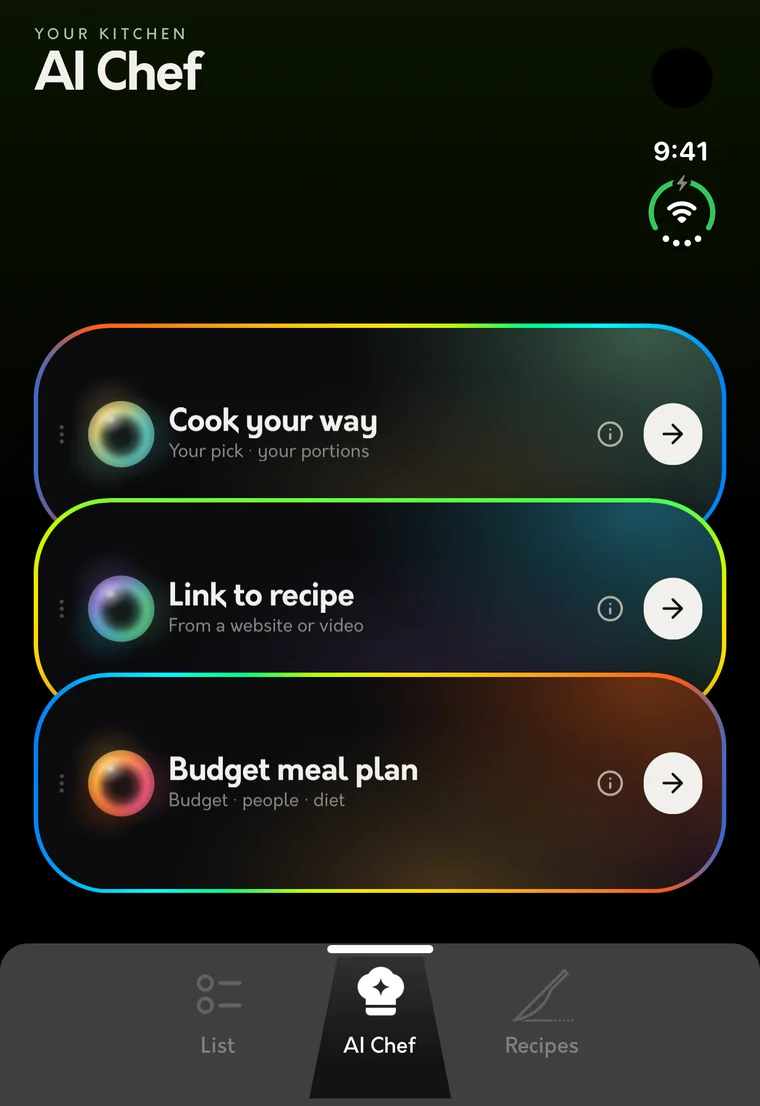 YOUR KITCHEN
AI Chef
9:41
Cook your way
Your pick · your portions
Link to recipe
From a website or video
Budget meal plan
Budget · people · diet
List
AI Chef
Recipes